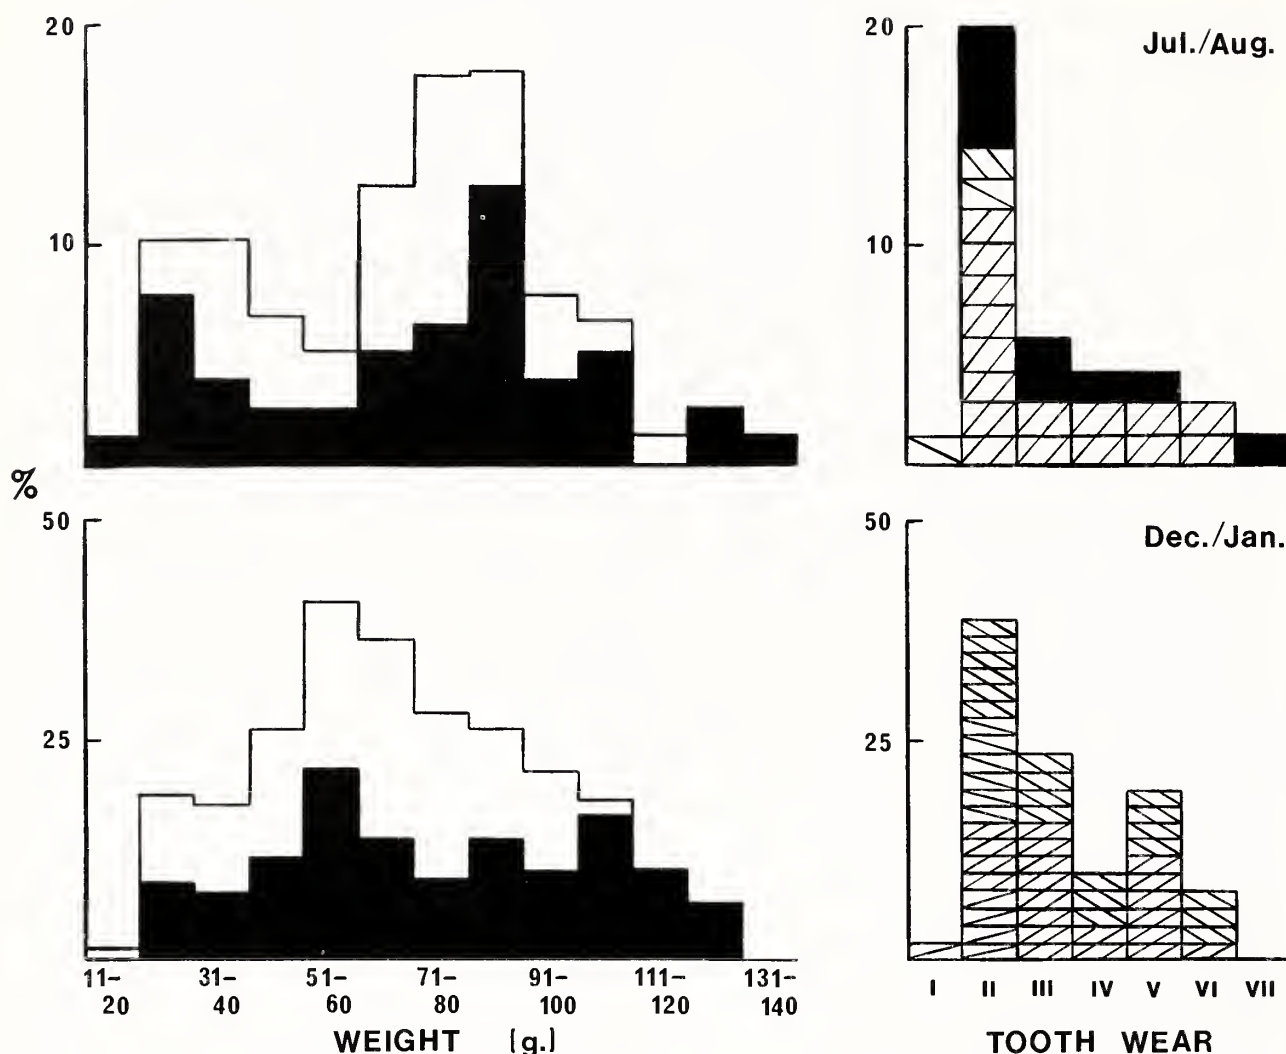 20
10
20
10
Jul./Aug.
%
50
25
50
25
Dec./Jan.
11– 31– 51– 71– 91– 111– 131–
20 40 60 80 100 120 140
WEIGHT (g.)
I II III IV V VI VII
TOOTH WEAR